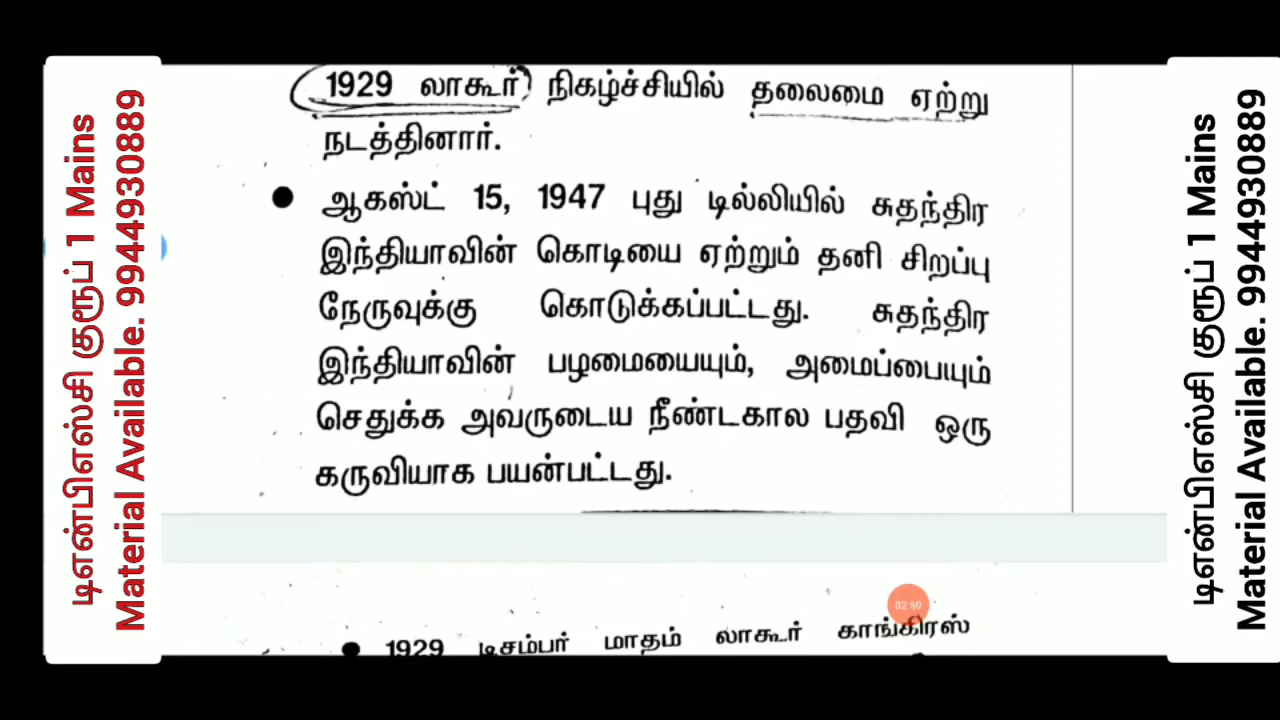 டிஎன்பிஎஸ்சி குரூப் 1 Mains
Material Available. 9944930889
1929 லாகூர் நிகழ்ச்சியில் தலைமை ஏற்று
நடத்தினார்.
● ஆகஸ்ட் 15, 1947 புது டில்லியில் சுதந்திர
இந்தியாவின் கொடியை ஏற்றும் தனி சிறப்பு
நேருவுக்கு கொடுக்கப்பட்டது. சுதந்திர
இந்தியாவின் பழமையையும், அமைப்பையும்
செதுக்க அவருடைய நீண்டகால பதவி ஒரு
கருவியாக பயன்பட்டது.
● 1929 டிசம்பர் மாதம் லாகூர் காங்கிரஸ்
டிஎன்பிஎஸ்சி குரூப் 1 Mains
Material Available. 9944930889